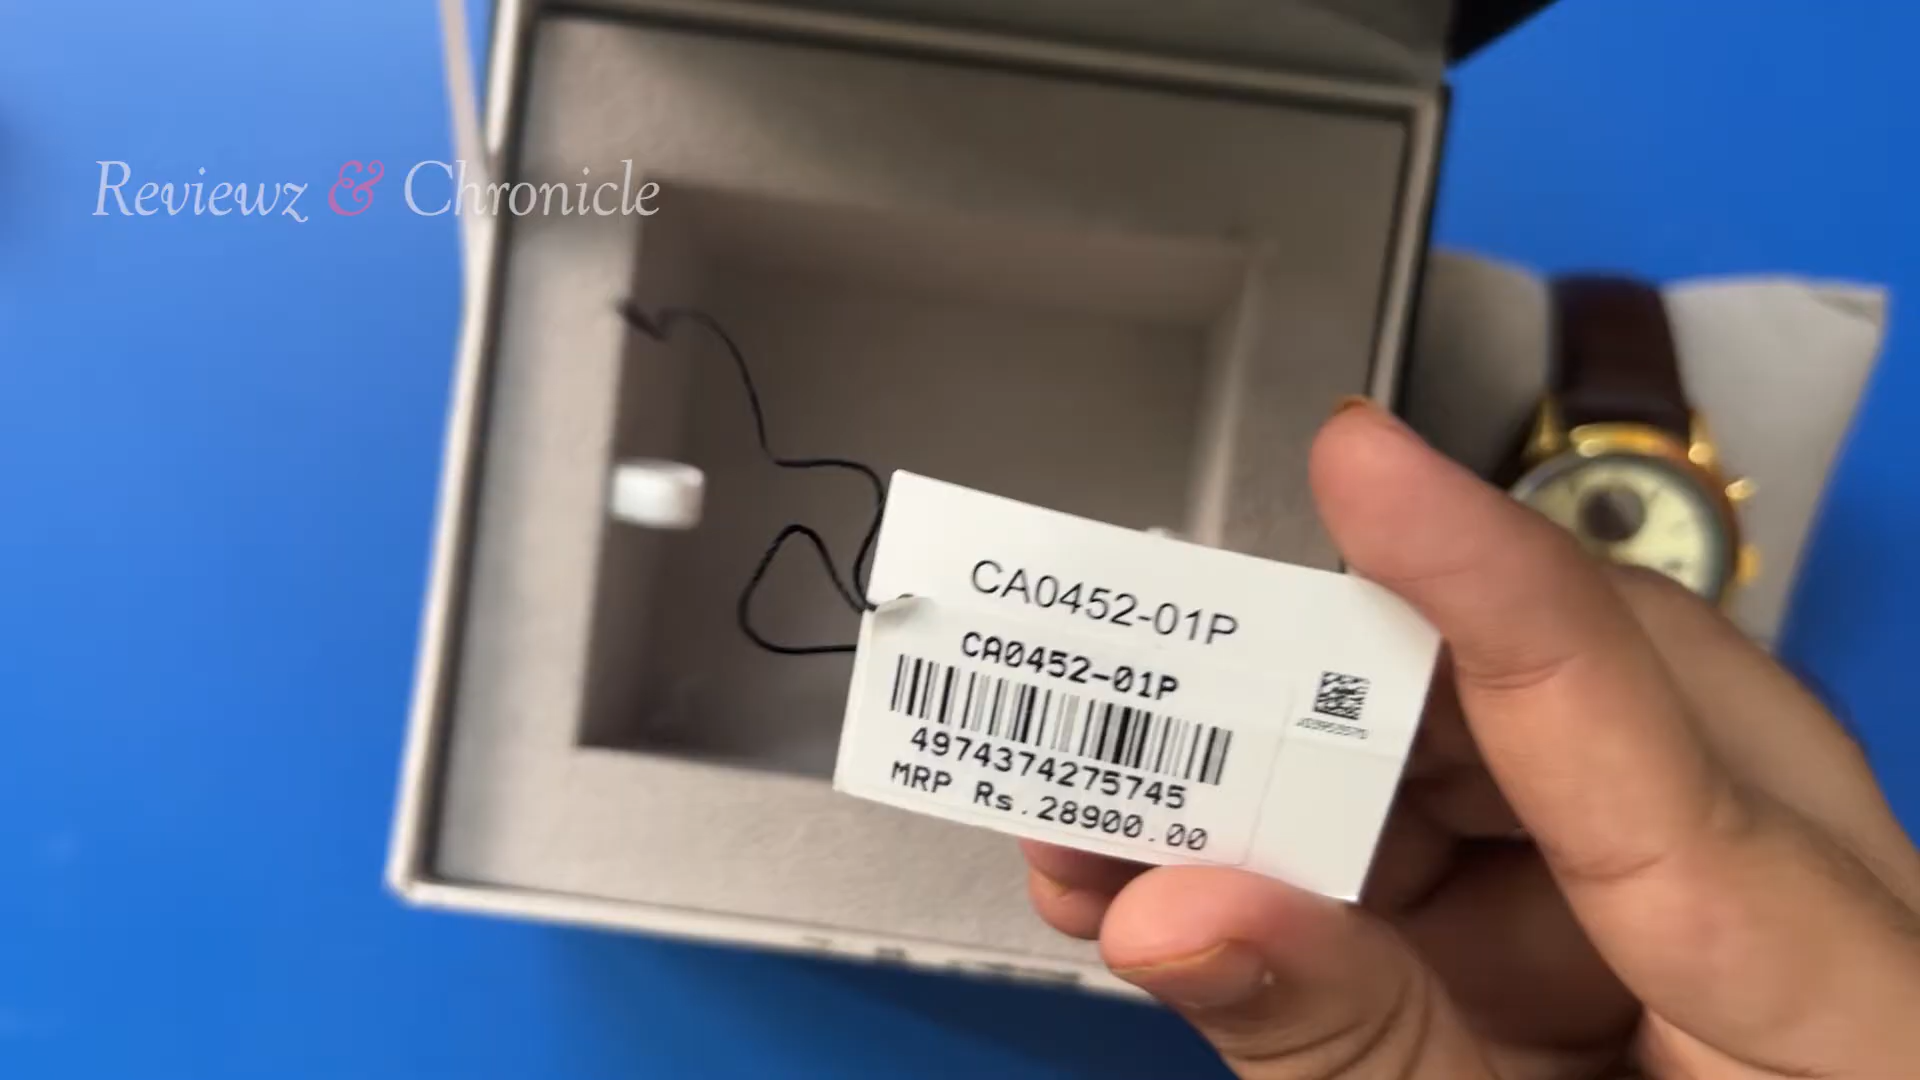 Reviewz & Chronicle
CA0452-01P
CA0452-01P
4974374275745
MRP Rs.28900.00